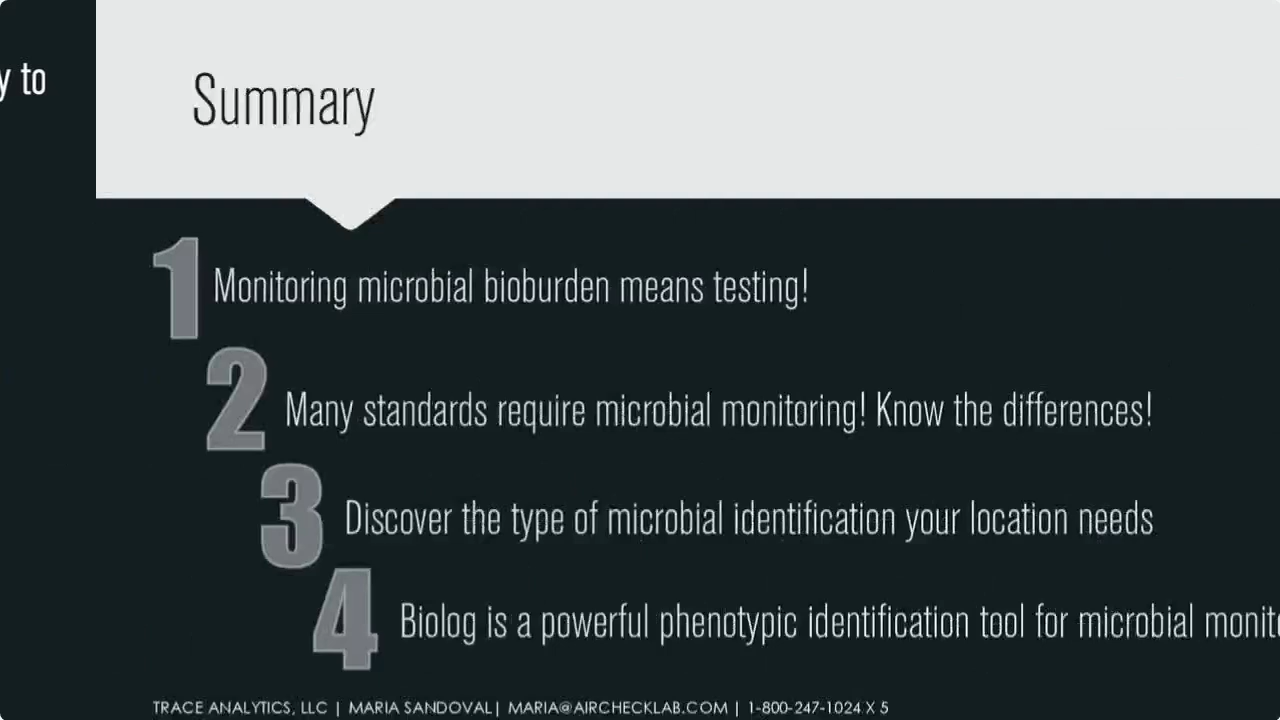 y to
Summary
1 Monitoring microbial bioburden means testing!
2 Many standards require microbial monitoring! Know the differences!
3 Discover the type of microbial identification your location needs
4 Biolog is a powerful phenotypic identification tool for microbial
TRACE ANALYTICS, LLC | MARIA SANDOVAL| MARIA@AIRCHECKLAB.COM | 1-800-247-1024 X 5